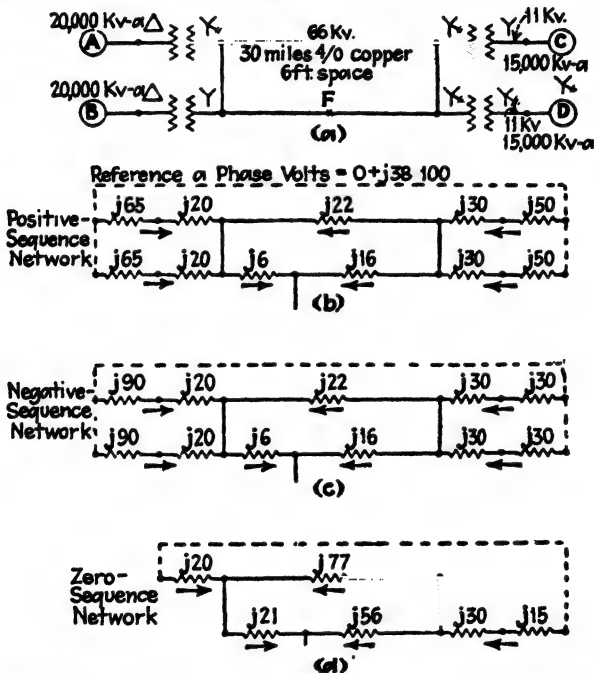 20,000 Kv-a Δ Y Y Y 11 Kv.
A 66 Kv. C
30 miles 4/0 copper 15,000 Kv-a
6ft space
20,000 Kv-a Δ Y F Y Y Y
B D
(a) 11 Kv
15,000 Kv-a
Reference a Phase Volts = 0+j38 100
j65 j20 j22 j30 j50
Positive-
Sequence
Network
j65 j20 j6 j16 j30 j50
(b)
j90 j20 j22 j30 j30
Negative-
Sequence
Network
j90 j20 j6 j16 j30 j30
(c)
j20 j77
Zero-
Sequence
Network
j21 j56 j30 j15
(d)